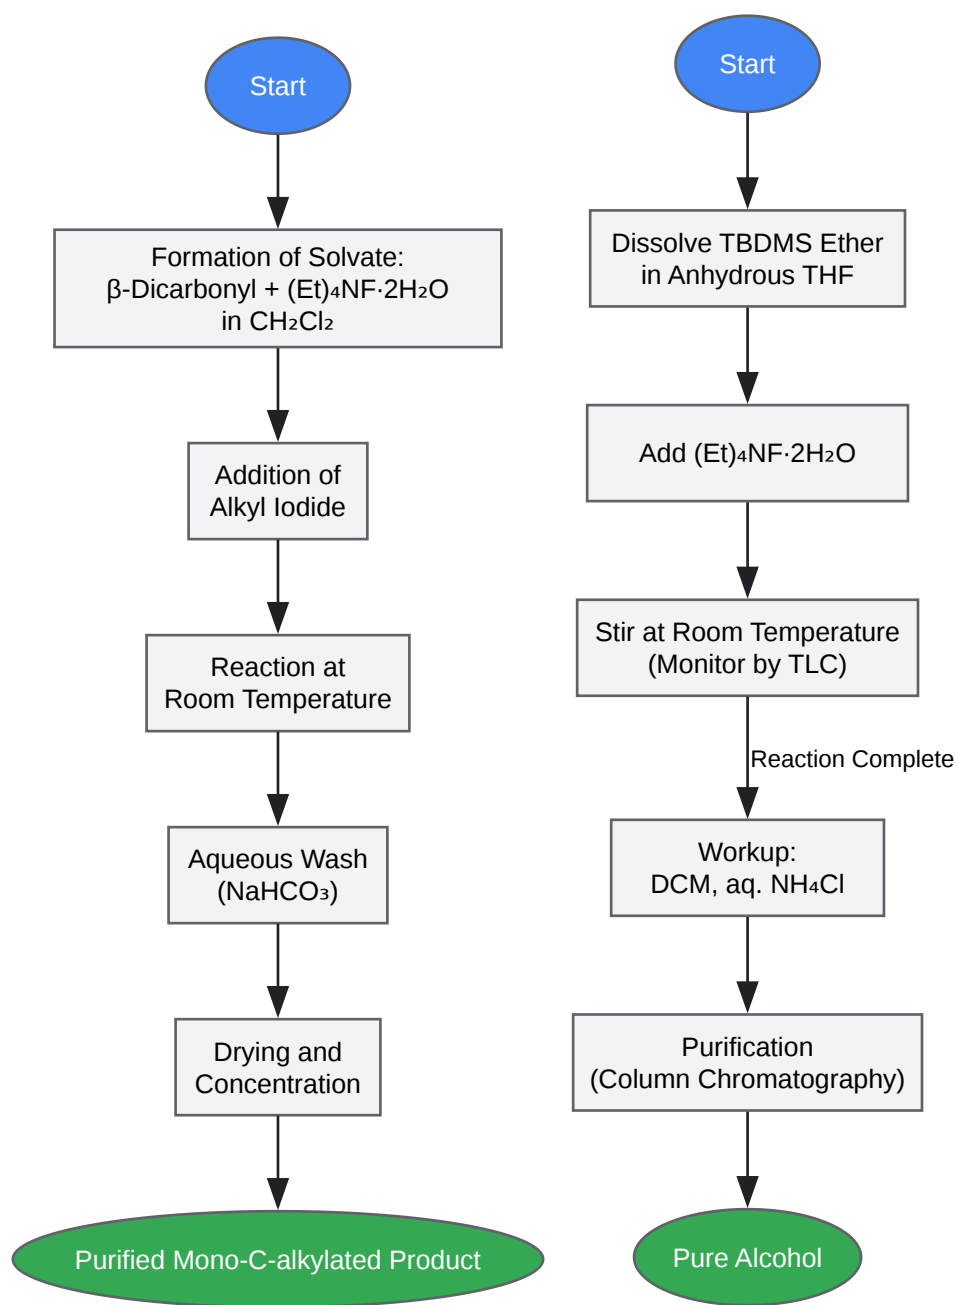 Start
Formation of Solvate:
β-Dicarbonyl + (Et)₄NF·2H₂O
in CH₂Cl₂
Addition of
Alkyl Iodide
Reaction at
Room Temperature
Aqueous Wash
(NaHCO₃)
Drying and
Concentration
Purified Mono-C-alkylated Product
Start
Dissolve TBDMS Ether
in Anhydrous THF
Add (Et)₄NF·2H₂O
Stir at Room Temperature
(Monitor by TLC)
Reaction Complete
Workup:
DCM, aq. NH₄Cl
Purification
(Column Chromatography)
Pure Alcohol